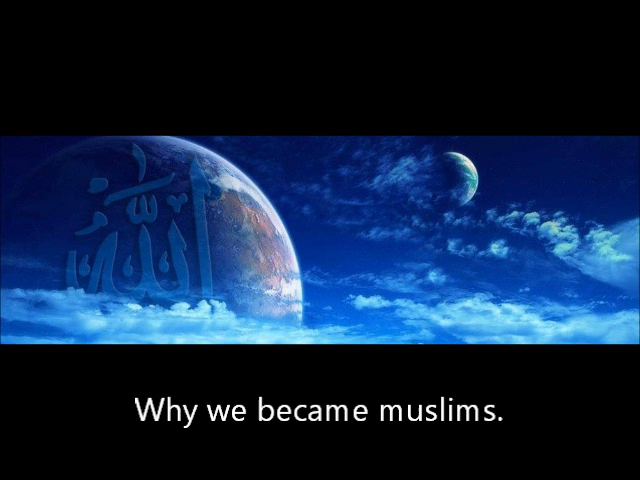 الله
Why we became muslims.